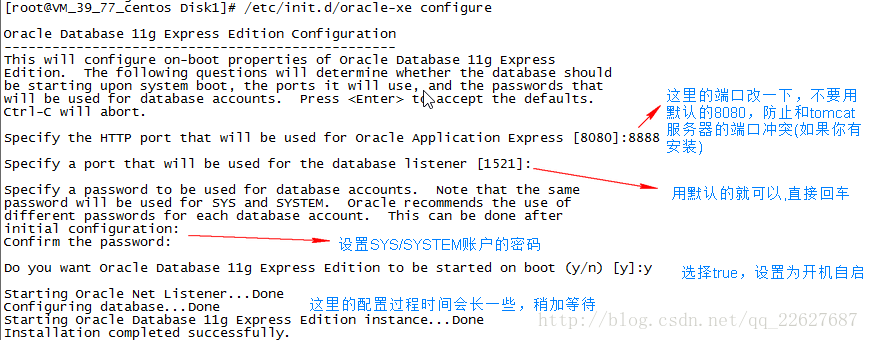 [root@VM_39_77_centos Disk1]# /etc/init.d/oracle-xe configure
Oracle Database 11g Express Edition Configuration
-------------------------------------------------
This will configure on-boot properties of Oracle Database 11g Express
Edition.  The following questions will determine whether the database should
be starting upon system boot, the ports it will use, and the passwords that
will be used for database accounts.  Press <Enter> to accept the defaults.
Ctrl-C will abort.
这里的端口改一下，不要用
默认的8080，防止和tomcat
服务器的端口冲突(如果你有
安装)
Specify the HTTP port that will be used for Oracle Application Express [8080]:8888
Specify a port that will be used for the database listener [1521]:
用默认的就可以,直接回车
Specify a password to be used for database accounts.  Note that the same
password will be used for SYS and SYSTEM.  Oracle recommends the use of
different passwords for each database account.  This can be done after
initial configuration:
Confirm the password:
设置SYS/SYSTEM账户的密码
Do you want Oracle Database 11g Express Edition to be started on boot (y/n) [y]:y
选择true，设置为开机自启
Starting Oracle Net Listener...Done
Configuring database...Done
这里的配置过程时间会长一些，稍加等待
Starting Oracle Database 11g Express Edition instance...Done
Installation completed successfully.
http://blog.csdn.net/qq_22627687